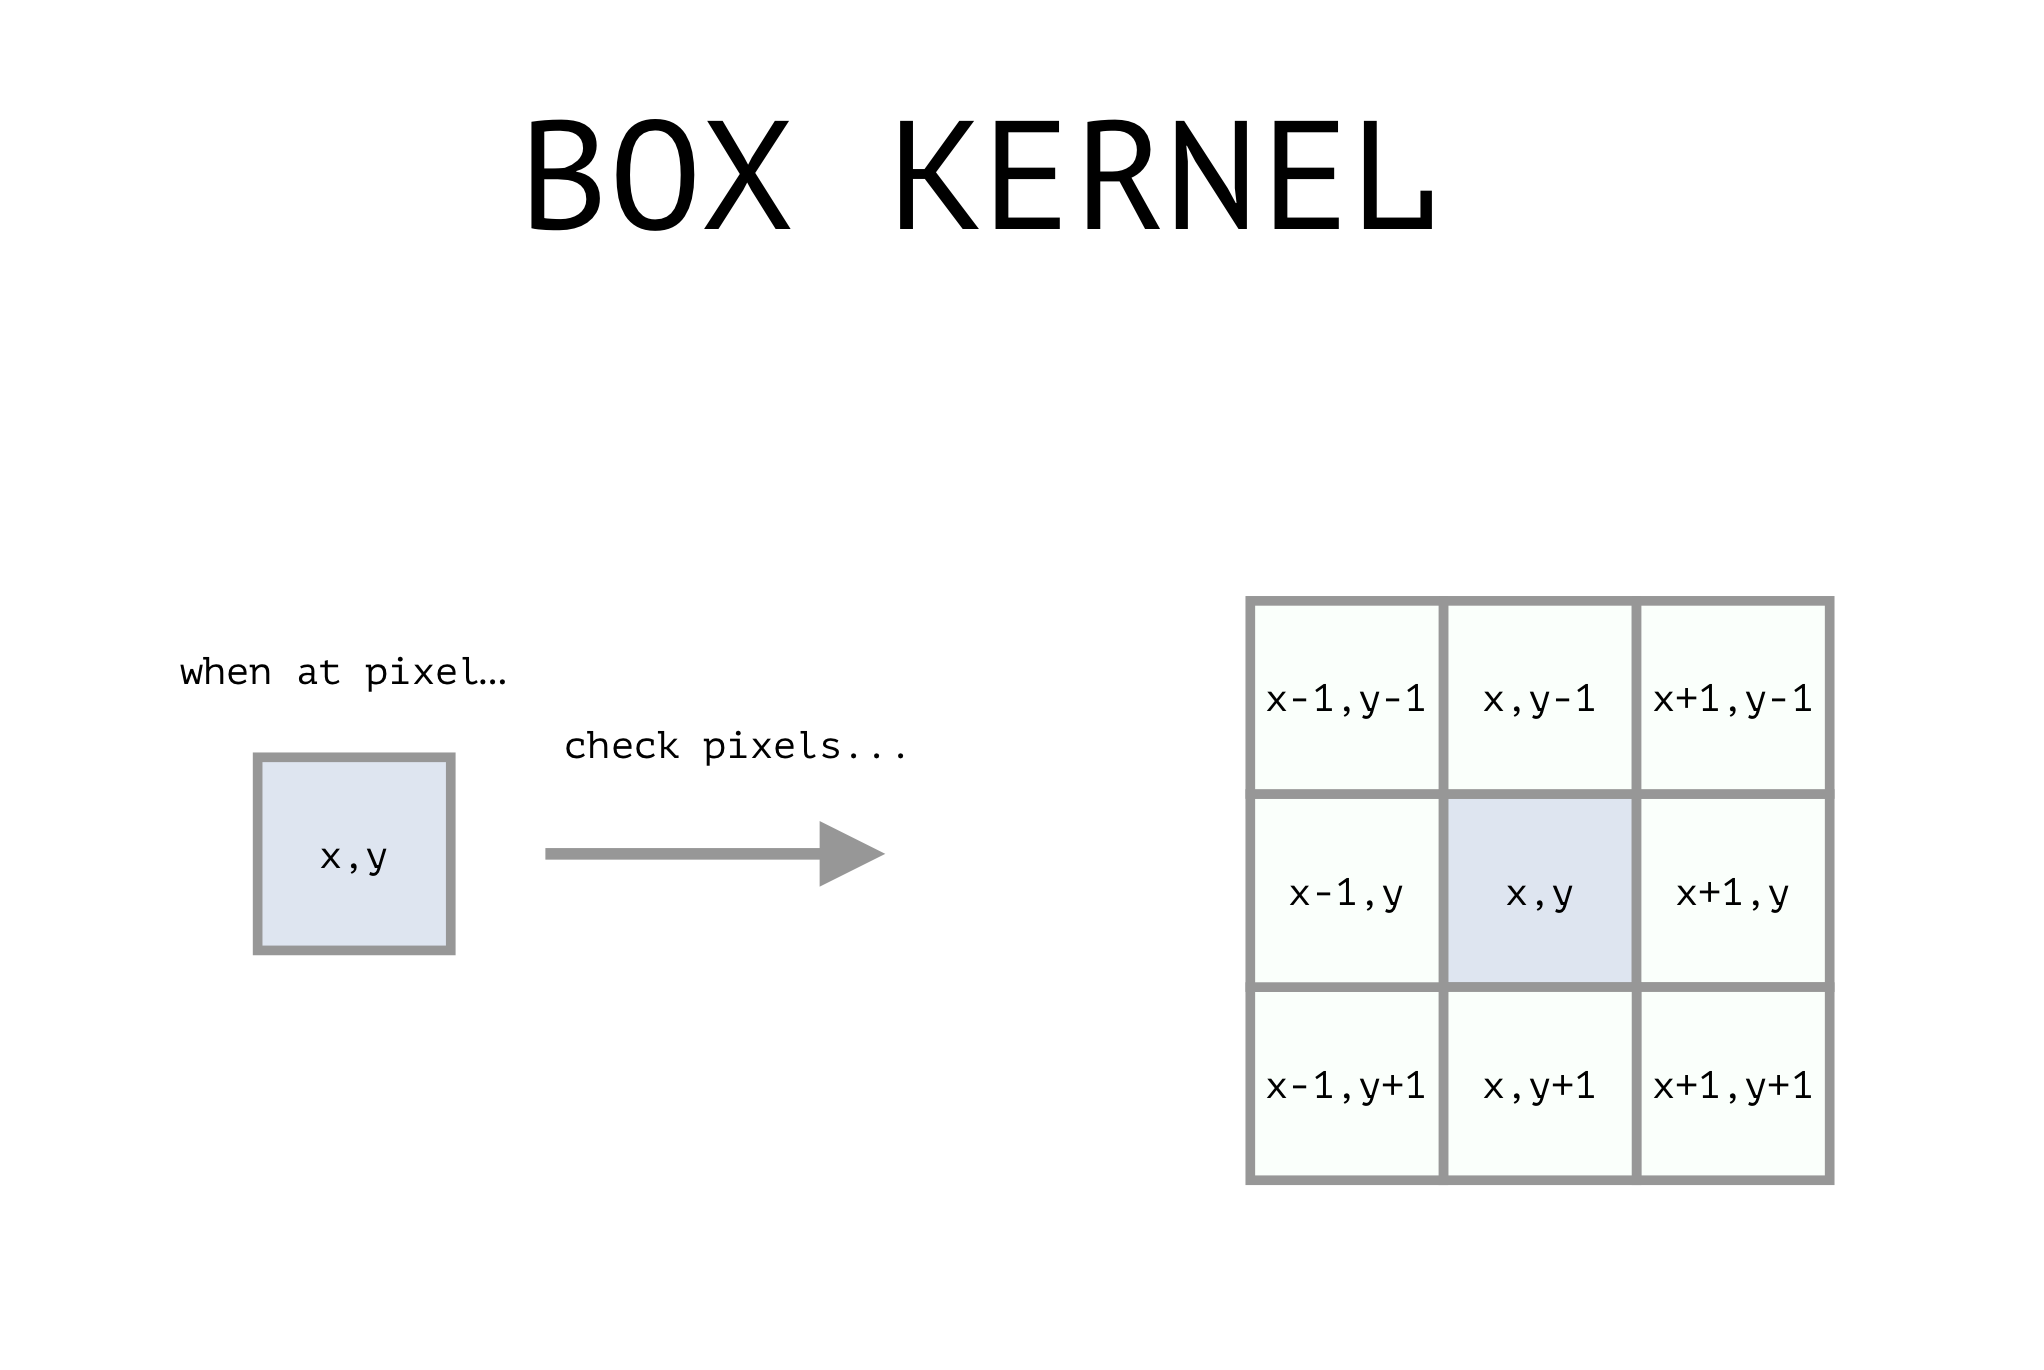 BOX KERNEL
when at pixel…
check pixels...
x,y
x-1,y-1 x,y-1 x+1,y-1
x-1,y x,y x+1,y
x-1,y+1 x,y+1 x+1,y+1